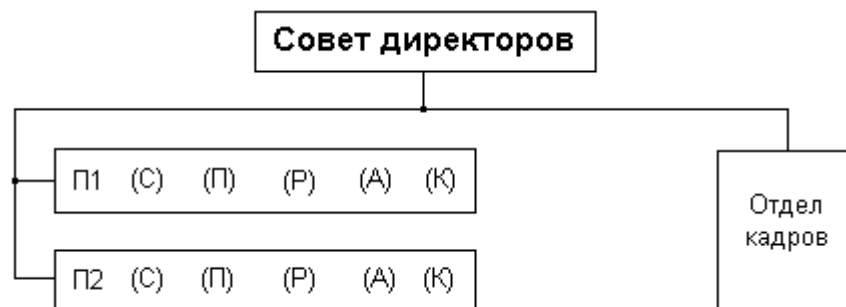 Совет директоров
П1 (С) (П) (Р) (А) (К)
П2 (С) (П) (Р) (А) (К)
Отдел
кадров